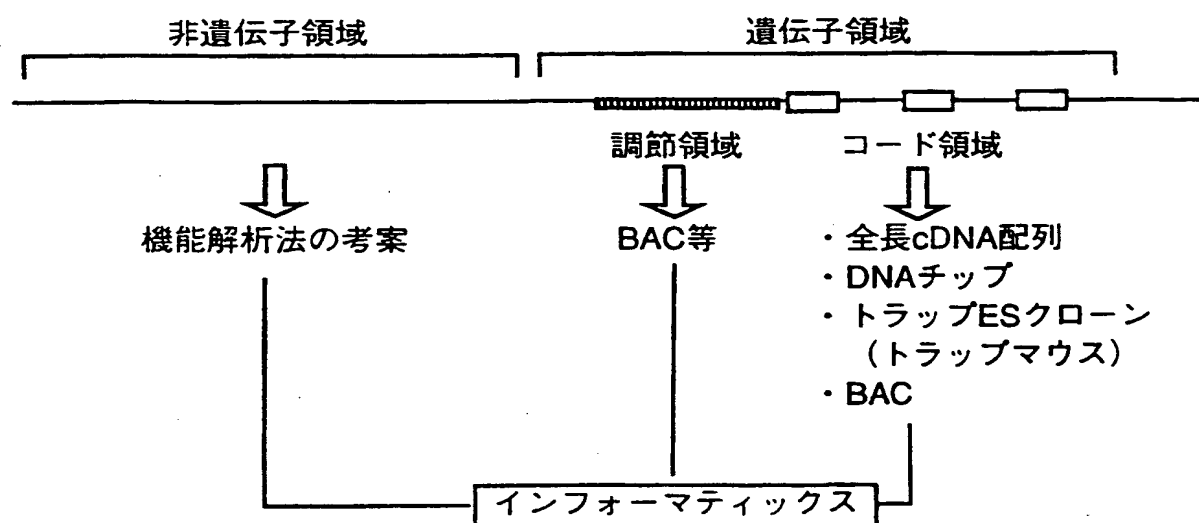 非遺伝子領域
遺伝子領域
調節領域
コード領域
機能解析法の考案
BAC等
・全長cDNA配列
・DNAチップ
・トラップESクローン
（トラップマウス）
・BAC
インフォーマティックス